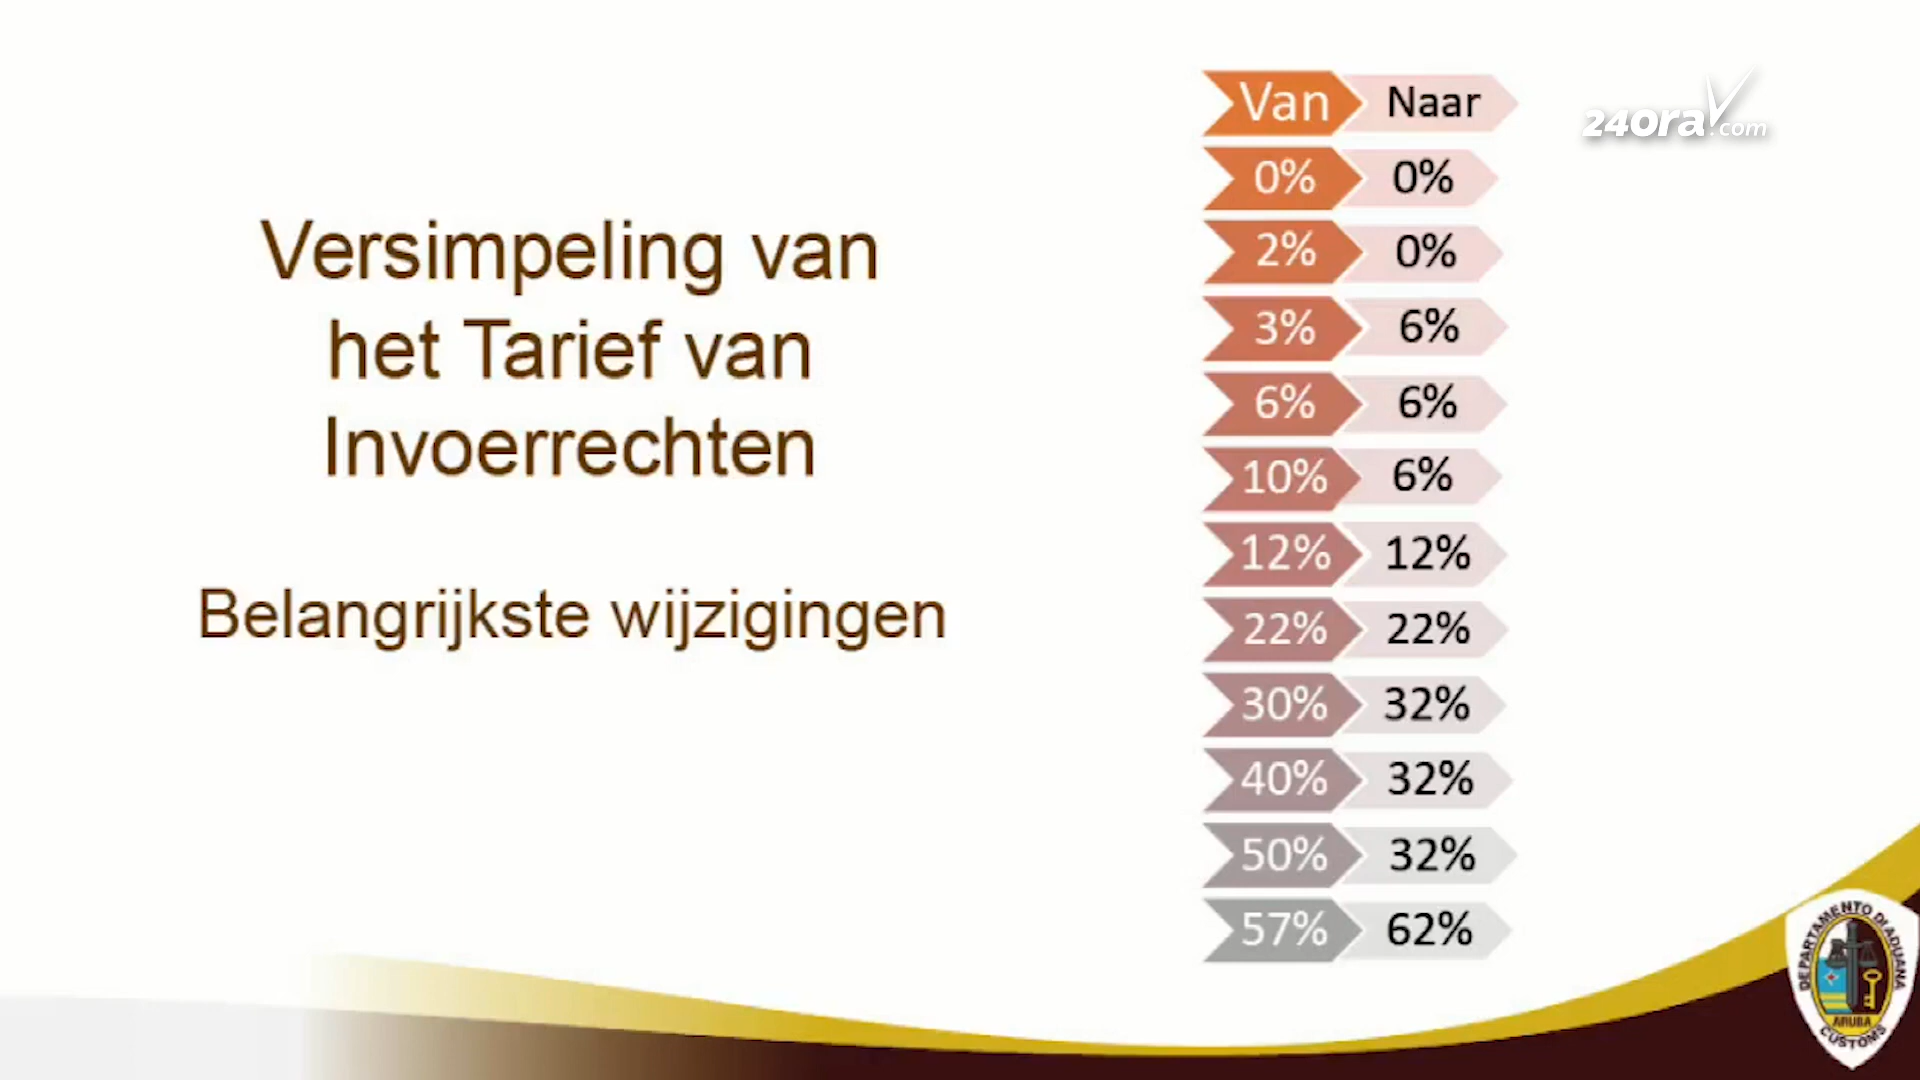 Versimpeling van
het Tarief van
Invoerrechten
Belangrijkste wijzigingen
Van Naar
0% 0%
2% 0%
3% 6%
6% 6%
10% 6%
12% 12%
22% 22%
30% 32%
40% 32%
50% 32%
57% 62%
24ora.com
DEPARTAMENTO DI ADUANA
ARUBA
CUSTOMS